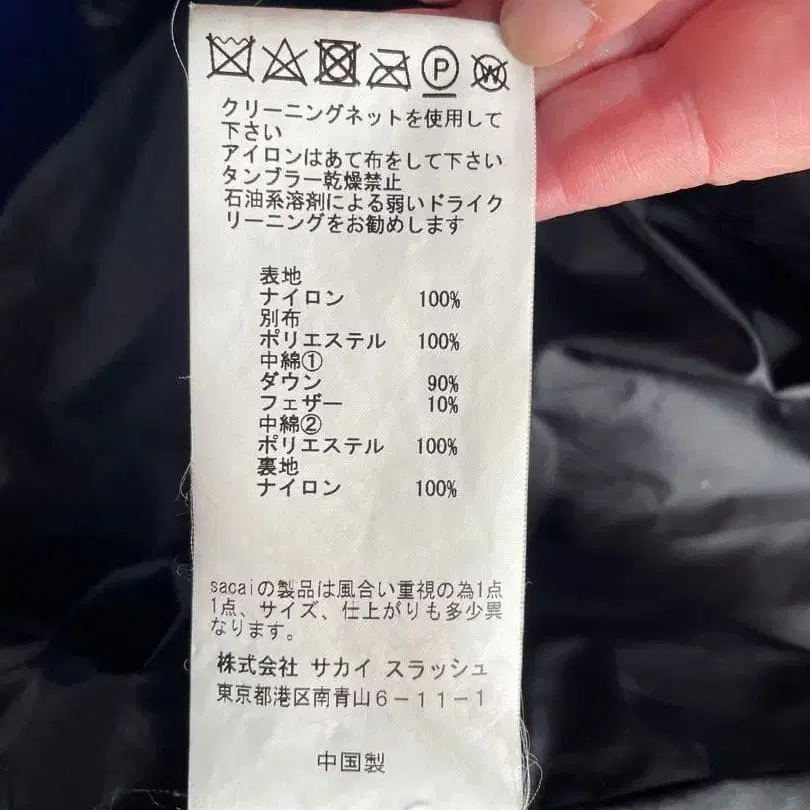 P W
クリーニングネットを使用して
下さい
アイロンはあて布をして下さい
タンブラー乾燥禁止
石油系溶剤による弱いドライク
リーニングをお勧めします
表地
ナイロン 100%
別布
ポリエステル 100%
中綿①
ダウン 90%
フェザー 10%
中綿②
ポリエステル 100%
裏地
ナイロン 100%
sacaiの製品は風合い重視の為1点
1点、サイズ、仕上がりも多少異
なります。
株式会社 サカイ スラッシュ
東京都港区南青山6-11-1
中国製